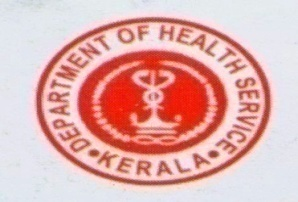 DEPARTMENT OF HEALTH SERVICE
• KERALA •